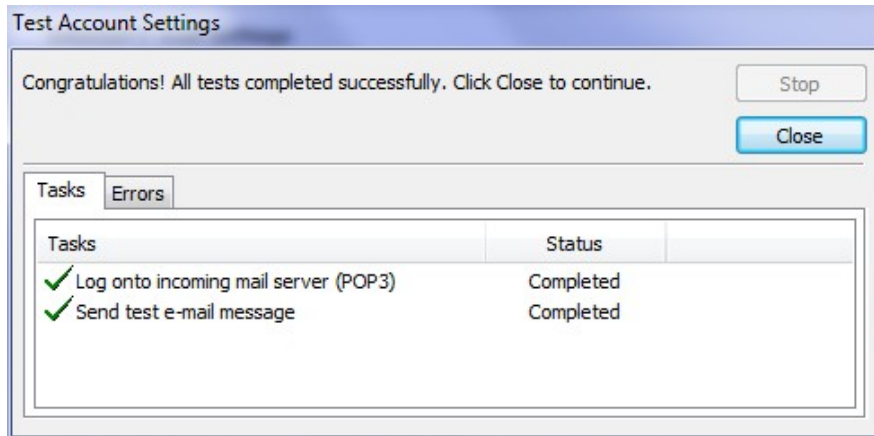 Test Account Settings
Congratulations! All tests completed successfully. Click Close to continue.
Stop
Close
Tasks Errors
Tasks Status
Log onto incoming mail server (POP3) Completed
Send test e-mail message Completed